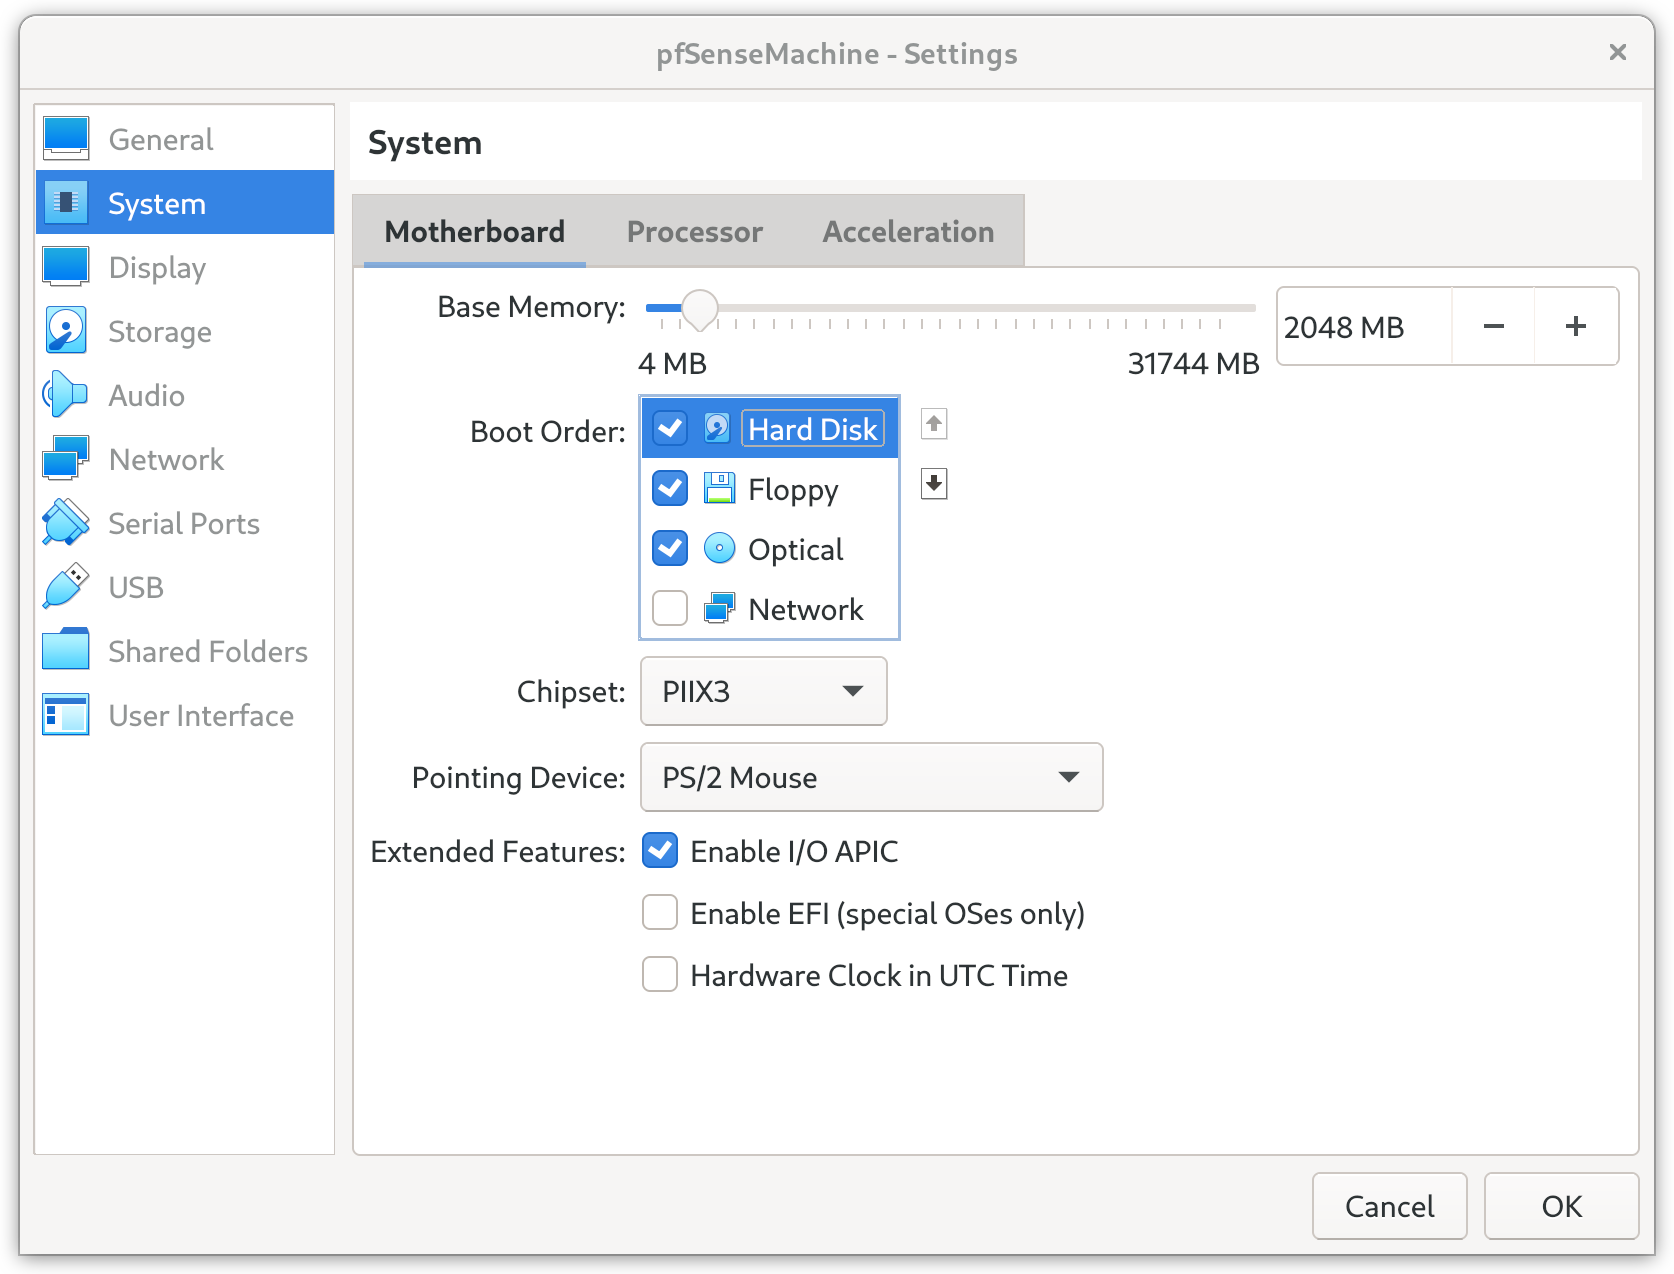 pfSenseMachine - Settings
General
System
Display
Storage
Audio
Network
Serial Ports
USB
Shared Folders
User Interface
System
Motherboard Processor Acceleration
Base Memory: 2048 MB
4 MB 31744 MB
Boot Order: Hard Disk
Floppy
Optical
Network
Chipset: PIIX3
Pointing Device: PS/2 Mouse
Extended Features: Enable I/O APIC
Enable EFI (special OSes only)
Hardware Clock in UTC Time
Cancel OK